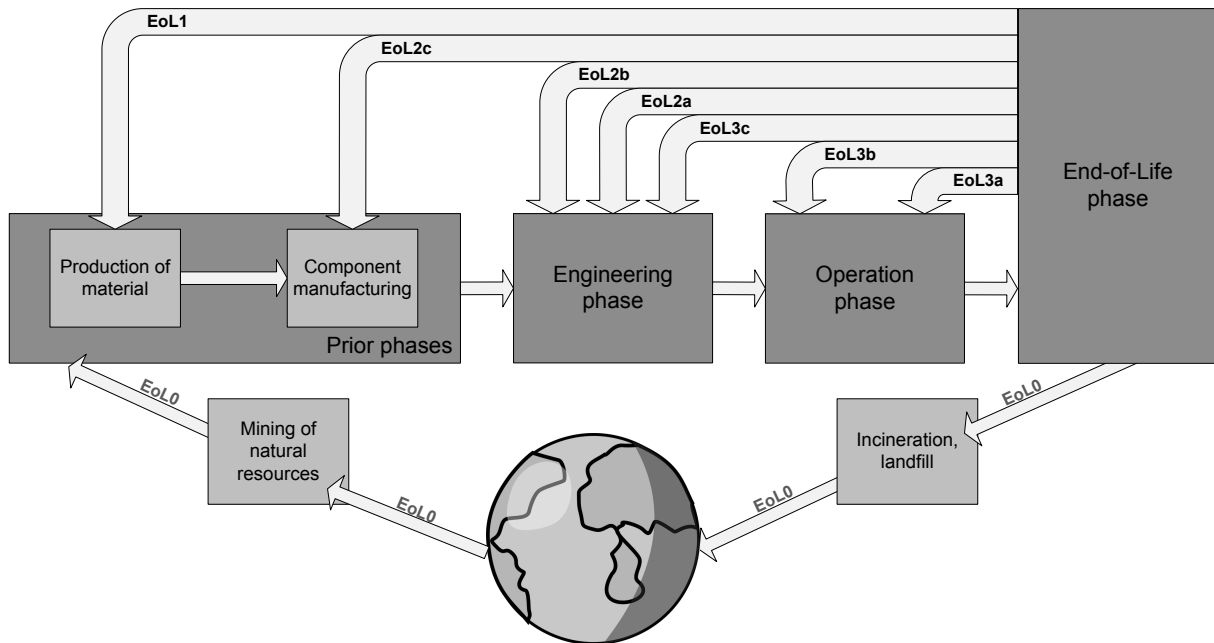 EoL1
EoL2c
EoL2b
EoL2a
EoL3c
EoL3b
EoL3a
End-of-Life
phase
Production of
material
Component
manufacturing
Prior phases
Engineering
phase
Operation
phase
EoL0
Mining of
natural
resources
EoL0
EoL0
Incineration,
landfill
EoL0